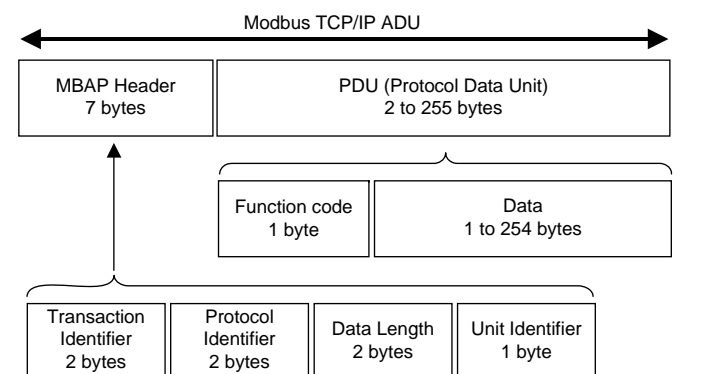 Modbus TCP/IP ADU
MBAP Header
7 bytes
PDU (Protocol Data Unit)
2 to 255 bytes
Function code
1 byte
Data
1 to 254 bytes
Transaction
Identifier
2 bytes
Protocol
Identifier
2 bytes
Data Length
2 bytes
Unit Identifier
1 byte